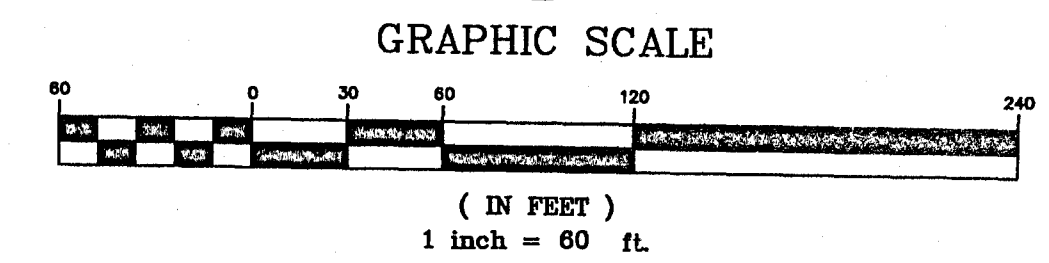 GRAPHIC SCALE
60 0 30 60 120 240
( IN FEET )
1 inch = 60 ft.